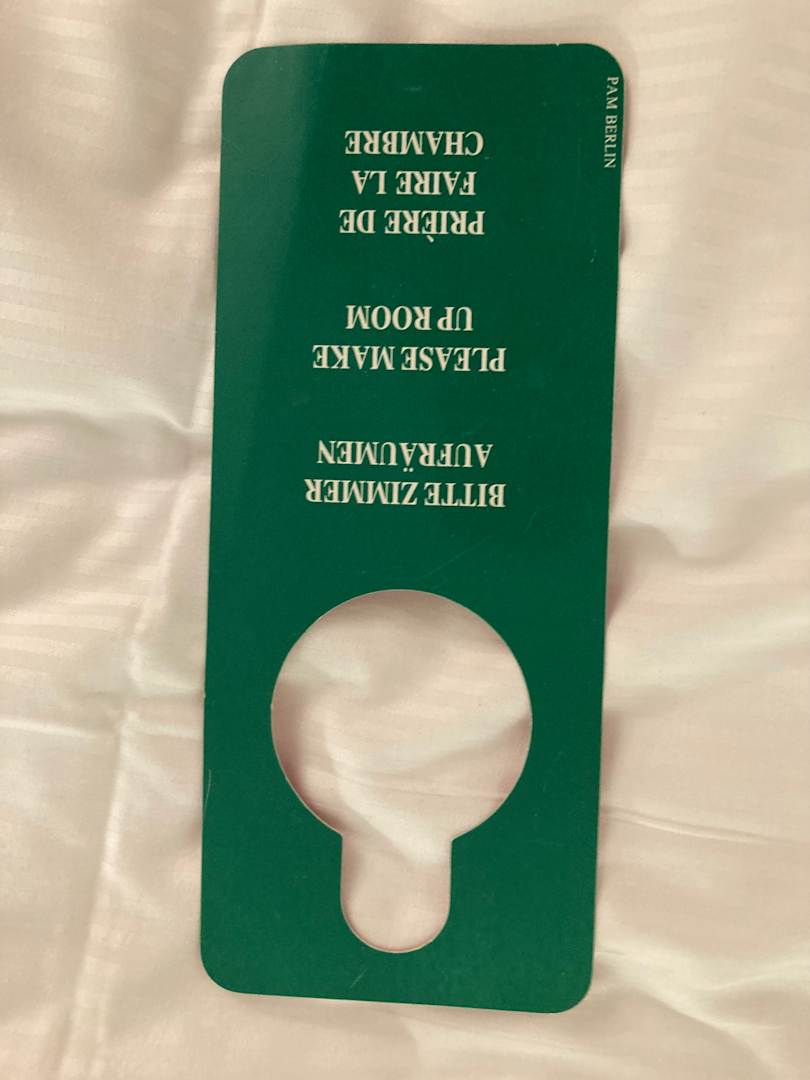 BITTE ZIMMER
AUFRÄUMEN
PLEASE MAKE
UP ROOM
PRIÈRE DE
FAIRE LA
CHAMBRE
PAM BERLIN